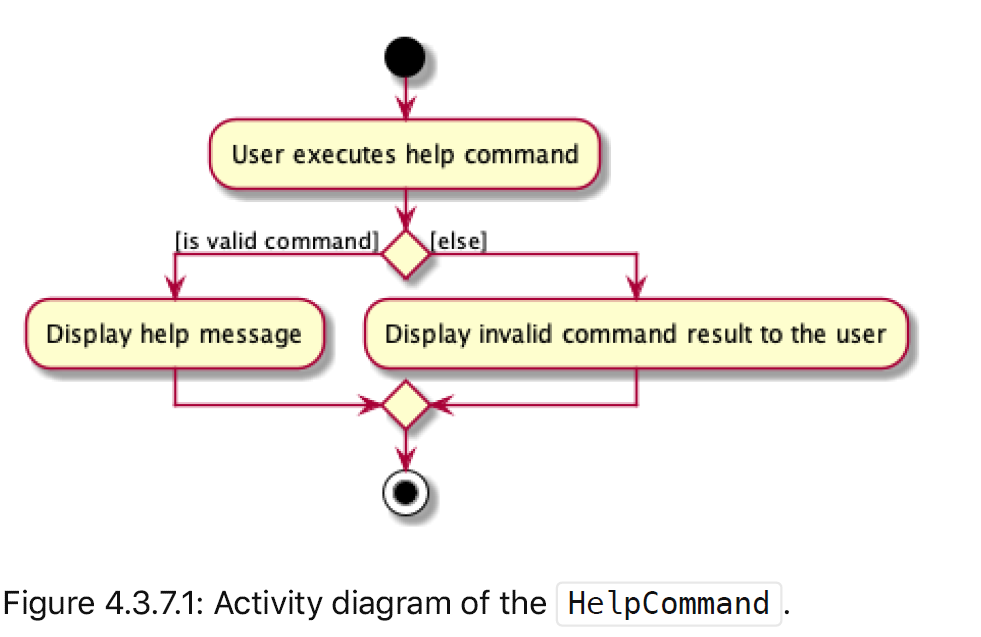 User executes help command
[is valid command]
[else]
Display help message
Display invalid command result to the user
Figure 4.3.7.1: Activity diagram of the HelpCommand.